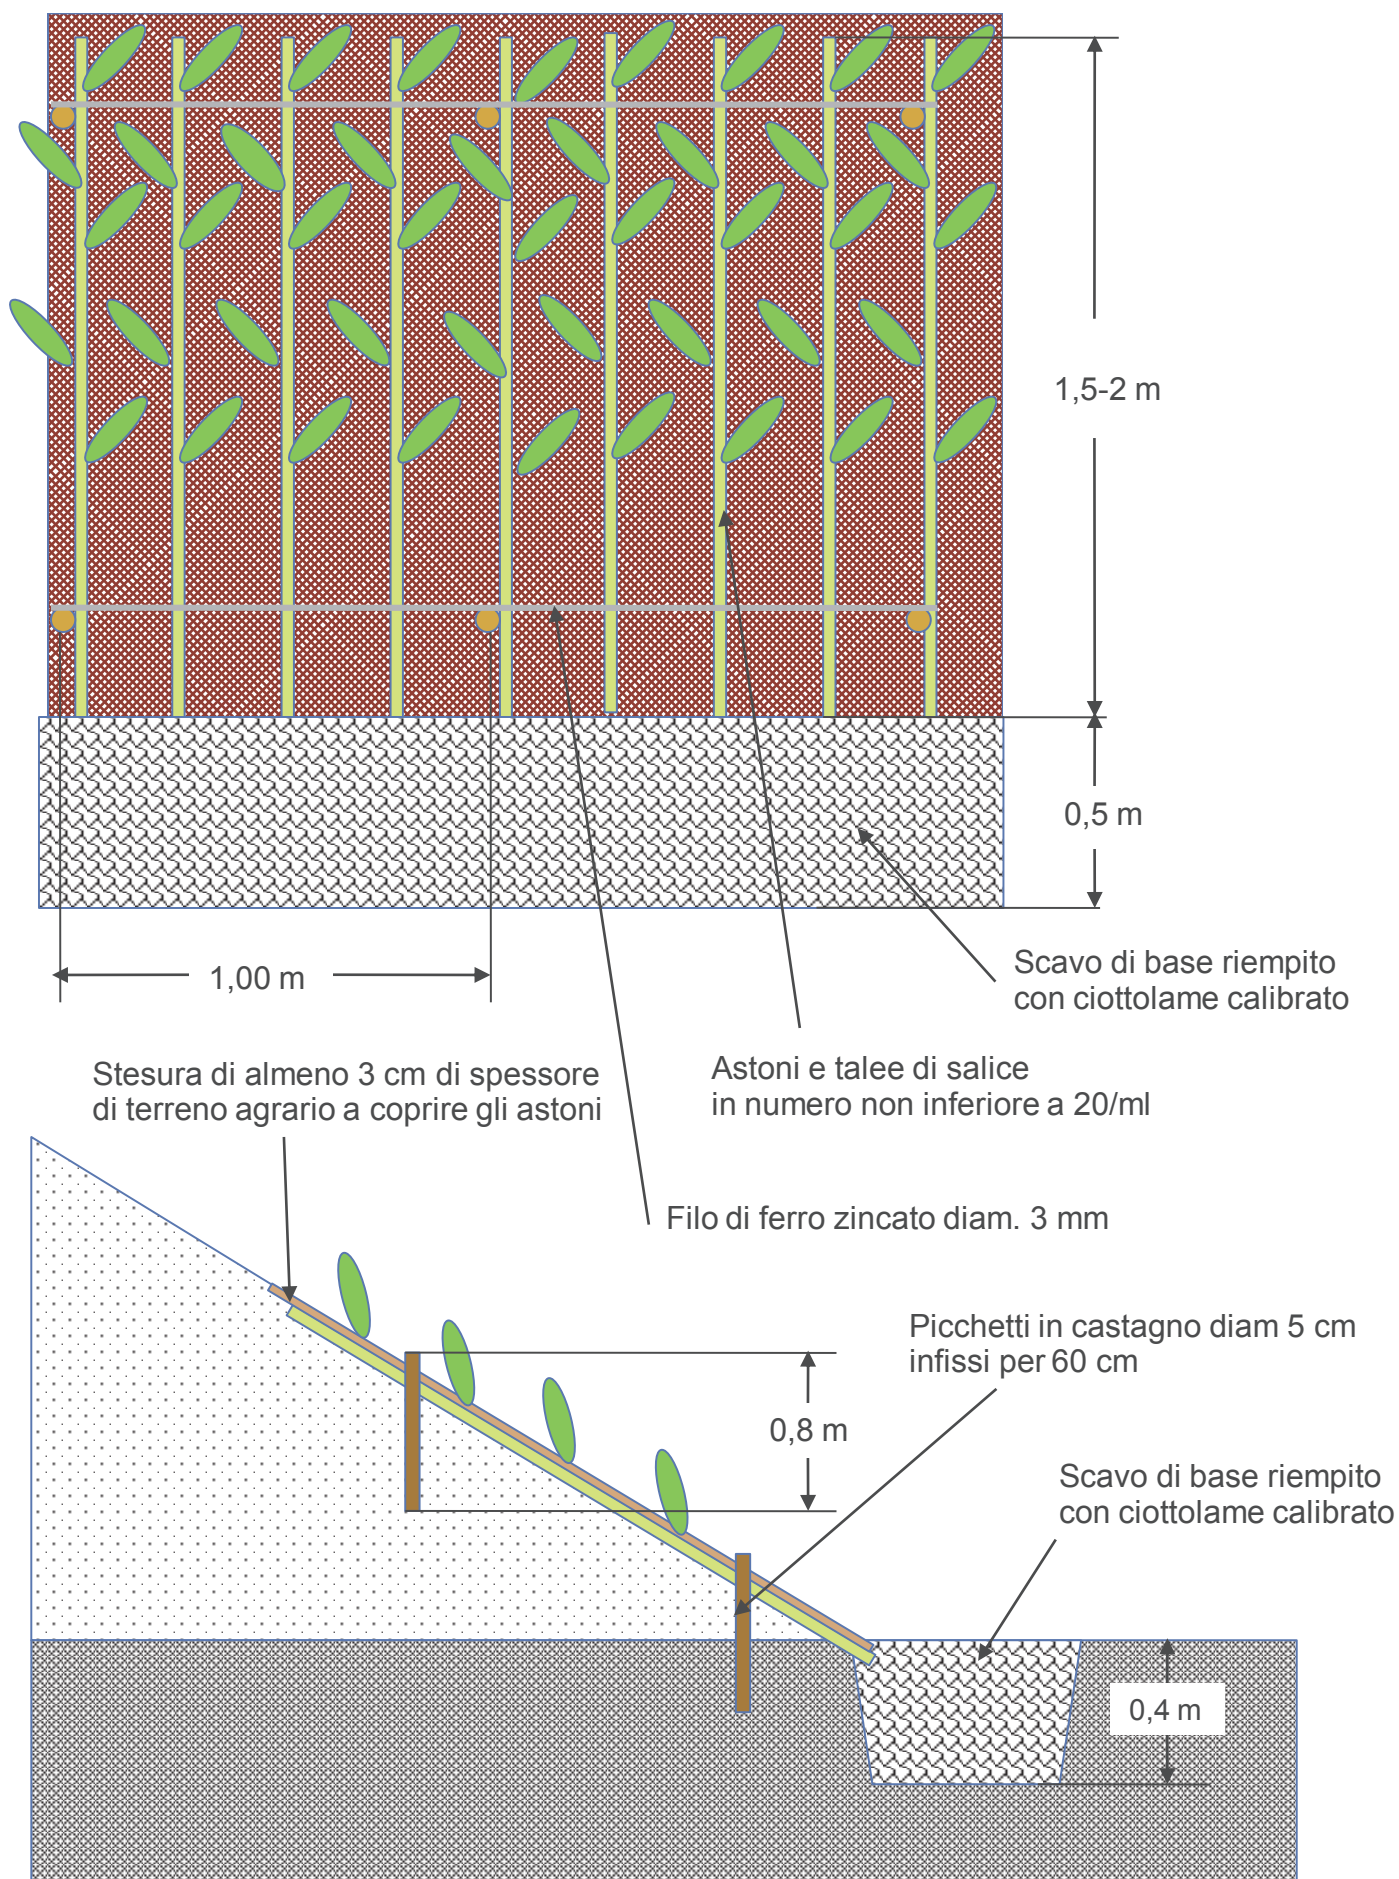 1,5-2 m
0,5 m
1,00 m
Scavo di base riempito
con ciottolame calibrato
Astoni e talee di salice
in numero non inferiore a 20/ml
Stesura di almeno 3 cm di spessore
di terreno agrario a coprire gli astoni
Filo di ferro zincato diam. 3 mm
Picchetti in castagno diam 5 cm
infissi per 60 cm
0,8 m
Scavo di base riempito
con ciottolame calibrato
0,4 m